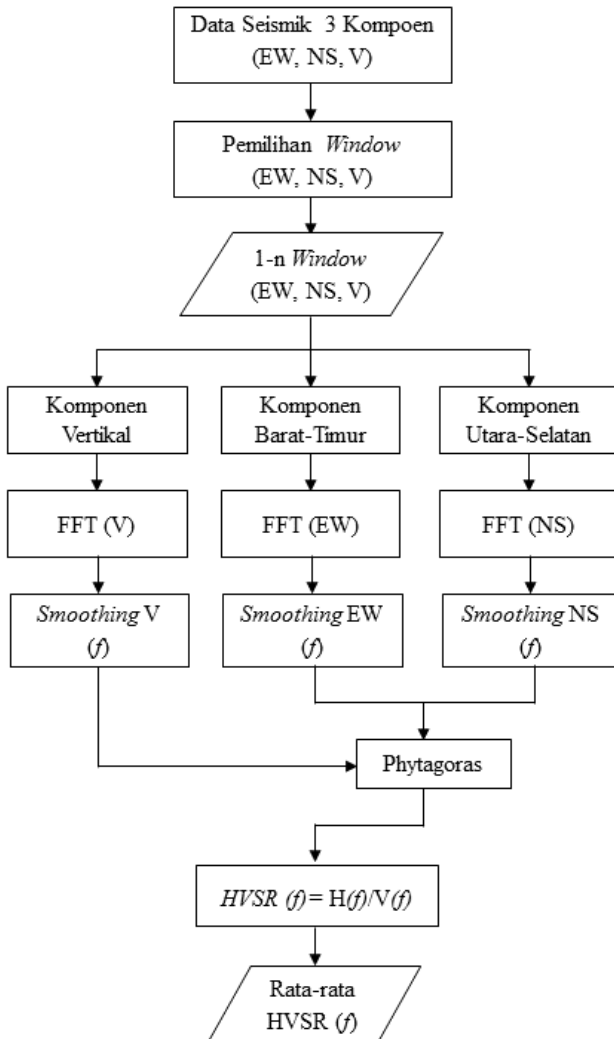 Data Seismik 3 Kompoen
(EW, NS, V)
Pemilihan Window
(EW, NS, V)
1-n Window
(EW, NS, V)
Komponen
Vertikal
Komponen
Barat-Timur
Komponen
Utara-Selatan
FFT (V)
FFT (EW)
FFT (NS)
Smoothing V
(f)
Smoothing EW
(f)
Smoothing NS
(f)
Phytagoras
HVSR (f) = H(f)/V(f)
Rata-rata
HVSR (f)